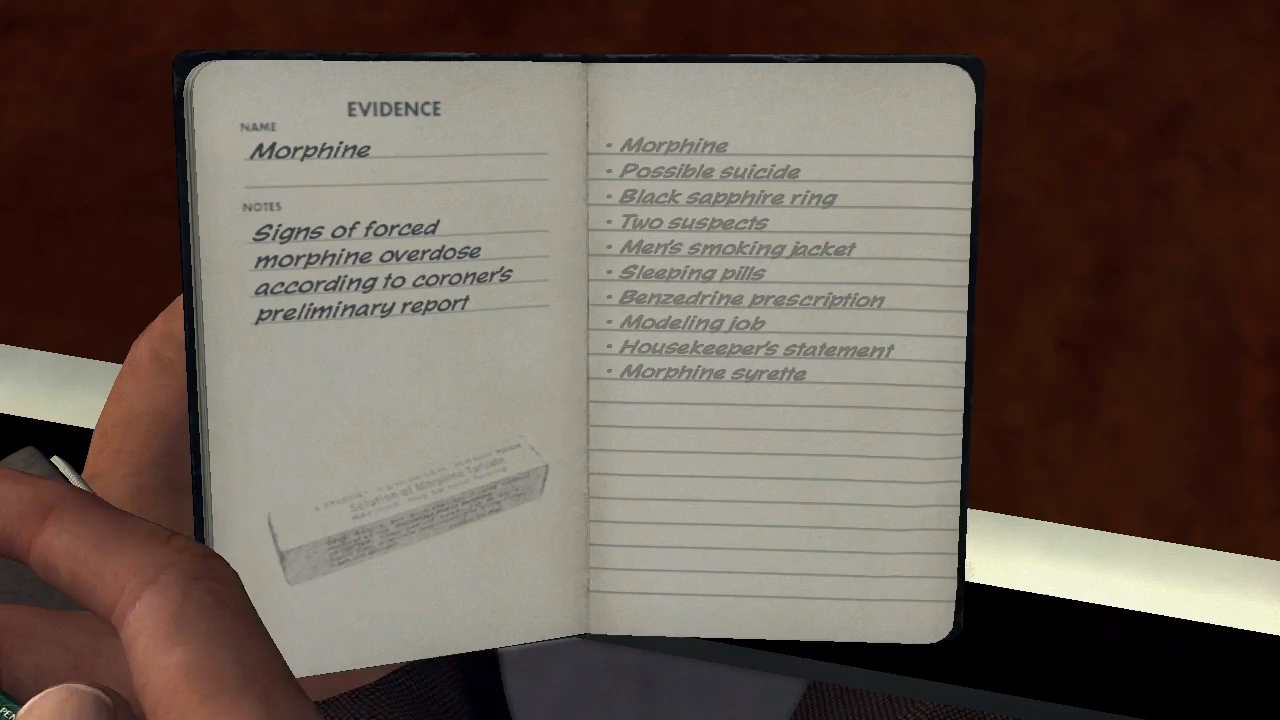 EVIDENCE
NAME
Morphine
NOTES
Signs of forced
morphine overdose
according to coroner's
preliminary report
Solution of Morphine Tartrate
• Morphine
• Possible suicide
• Black sapphire ring
• Two suspects
• Men's smoking jacket
• Sleeping pills
• Benzedrine prescription
• Modeling job
• Housekeeper's statement
• Morphine syrette